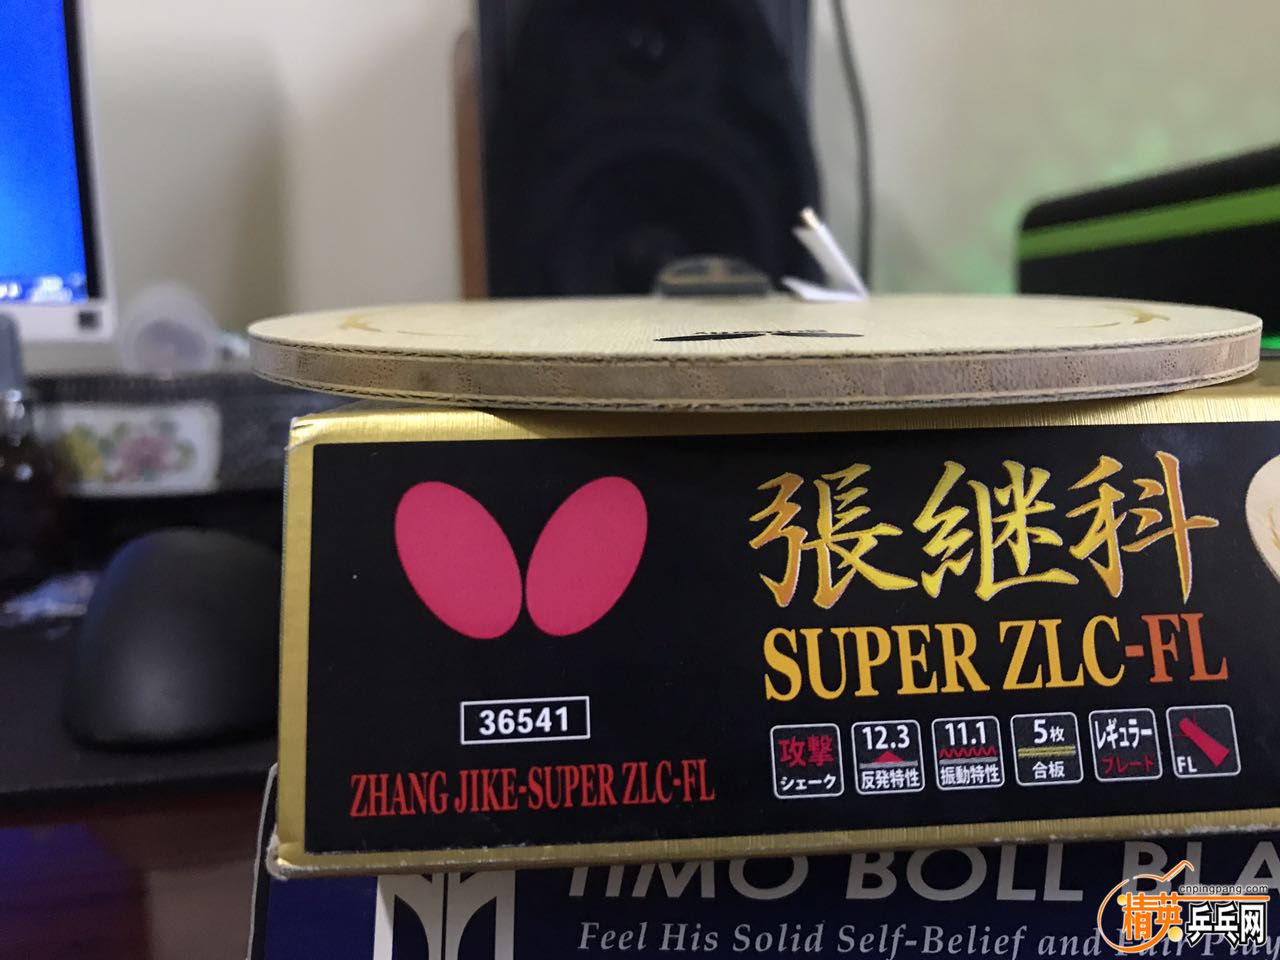 張継科
SUPER ZLC-FL
36541
ZHANG JIKE-SUPER ZLC-FL
攻撃
シェーク
12.3
反発特性
11.1
振動特性
5枚
合板
レギュラー
ブレード
FL
TIMO BOLL BLA
Feel His Solid Self-Belief and Fair Play
cnpingpang.com
精英乒乓网